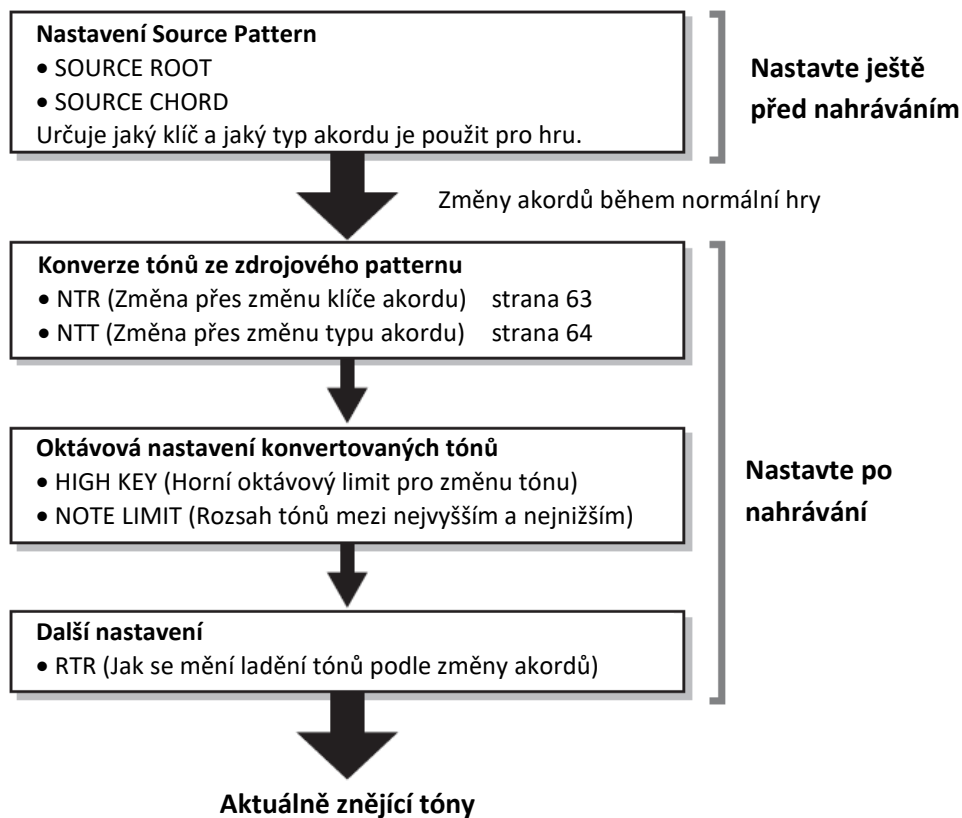 Nastavení Source Pattern
• SOURCE ROOT
• SOURCE CHORD
Určuje jaký klíč a jaký typ akordu je použit pro hru.
Nastavte ještě
před nahráváním
Změny akordů během normální hry
Konverze tónů ze zdrojového patternu
• NTR (Změna přes změnu klíče akordu) strana 63
• NTT (Změna přes změnu typu akordu) strana 64
Oktávová nastavení konvertovaných tónů
• HIGH KEY (Horní oktávový limit pro změnu tónu)
• NOTE LIMIT (Rozsah tónů mezi nejvyšším a nejnižším)
Nastavte po
nahrávání
Další nastavení
• RTR (Jak se mění ladění tónů podle změny akordů)
Aktuálně znějící tóny